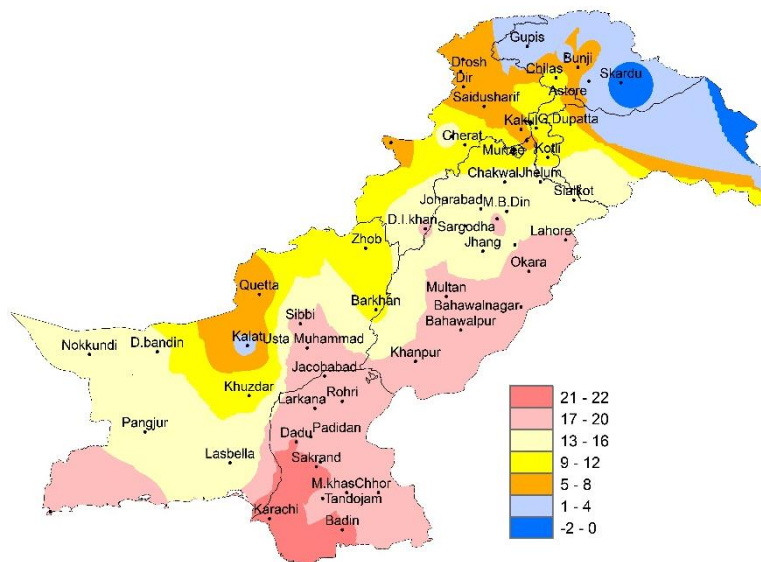 Gupis
Drosh
Bunji
Dir
Chilas
Skardu
Astore
Saidusharif
Kakul
G.Dupatta
Cherat
Murree
Kotli
Chakwal
Jhelum
Sialkot
Joharabad
M.B.Din
D.I.khan
Sargodha
Lahore
Zhob
Jhang
Okara
Quetta
Multan
Barkhan
Bahawalnagar
Sibbi
Bahawalpur
Kalat
Usta Muhammad
Nokkundi
D.bandin
Khanpur
Jacobabad
Khuzdar
Rohri
Larkana
Pangjur
Dadu
Padidan
Lasbella
Sakrand
M.khas
Chhor
Tandojam
Karachi
Badin
21 - 22
17 - 20
13 - 16
9 - 12
5 - 8
1 - 4
-2 - 0